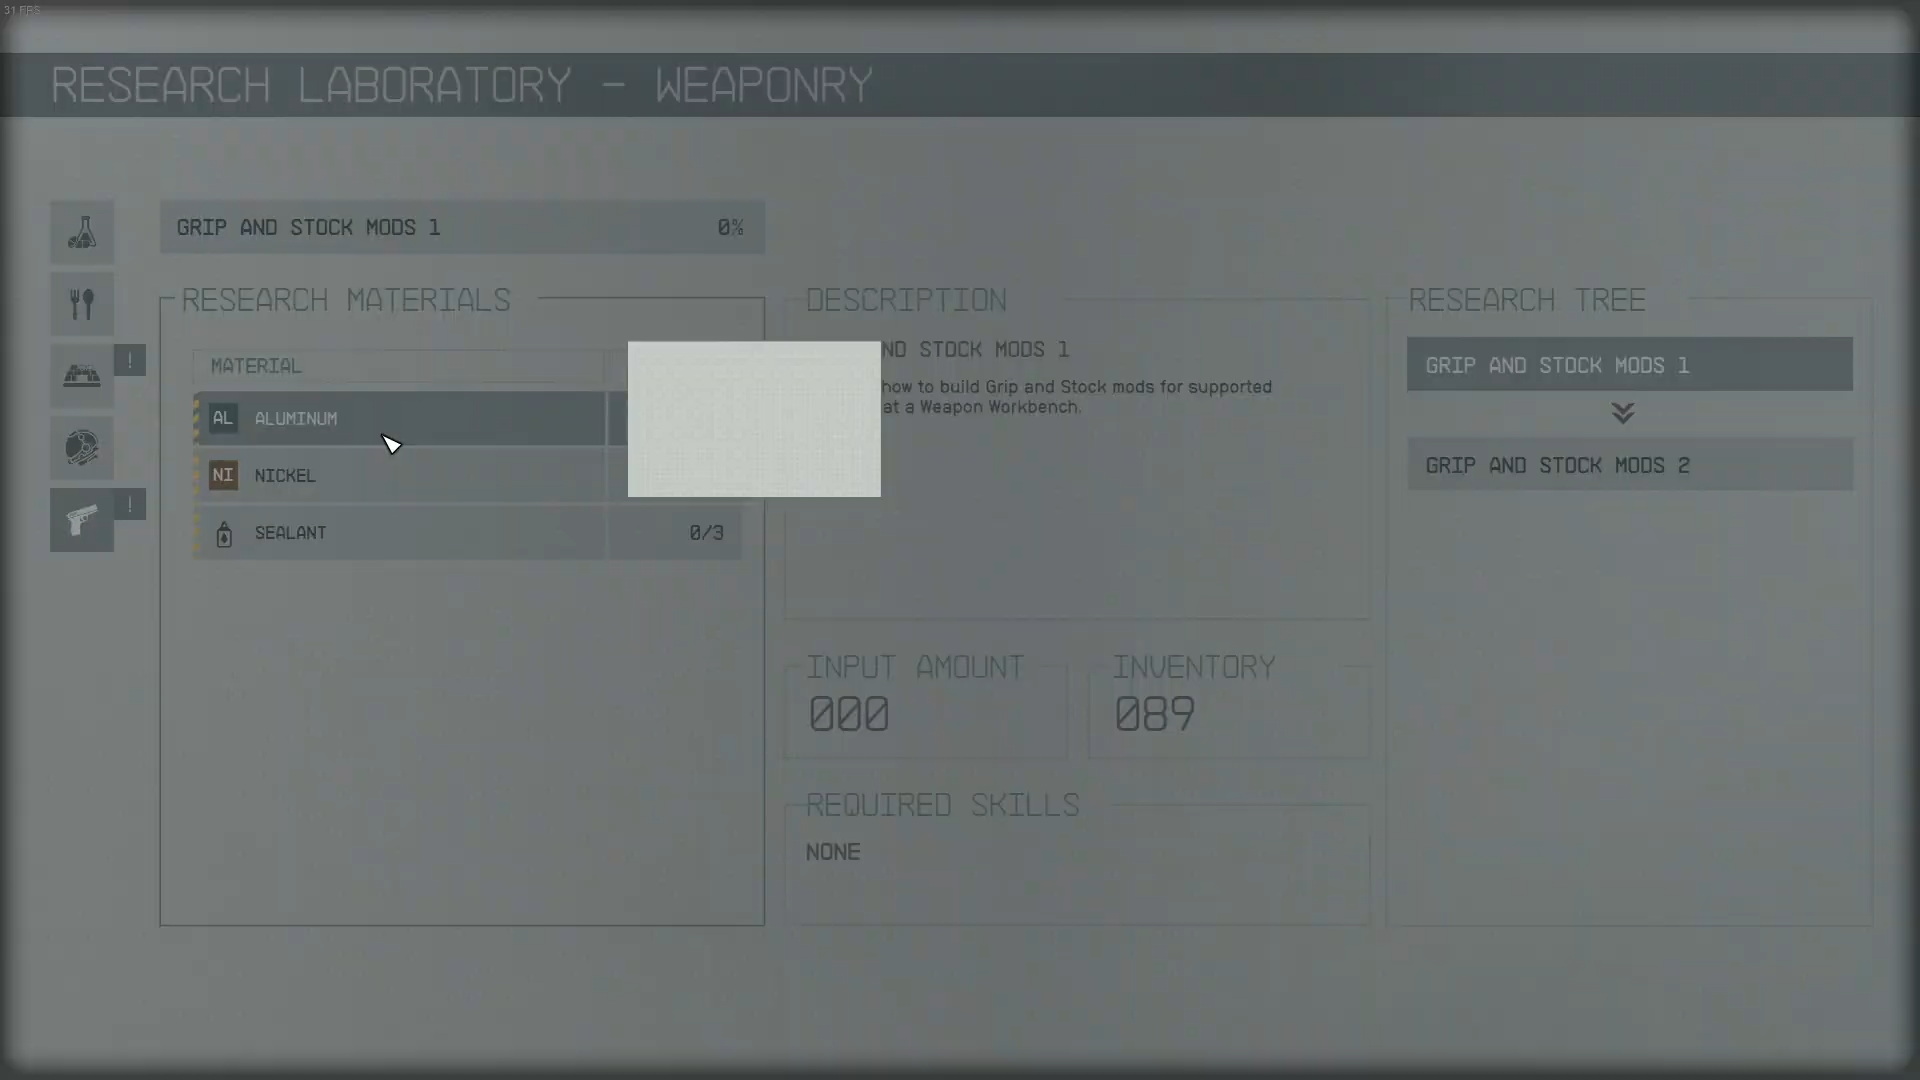 31 FPS
RESEARCH LABORATORY - WEAPONRY
GRIP AND STOCK MODS 1 0%
RESEARCH MATERIALS
MATERIAL
AL ALUMINUM
NI NICKEL
SEALANT 0/3
!
!
DESCRIPTION
STOCK MODS 1
how to build Grip and Stock mods for supported
at a Weapon Workbench.
INPUT AMOUNT
000
INVENTORY
089
REQUIRED SKILLS
NONE
RESEARCH TREE
GRIP AND STOCK MODS 1
GRIP AND STOCK MODS 2